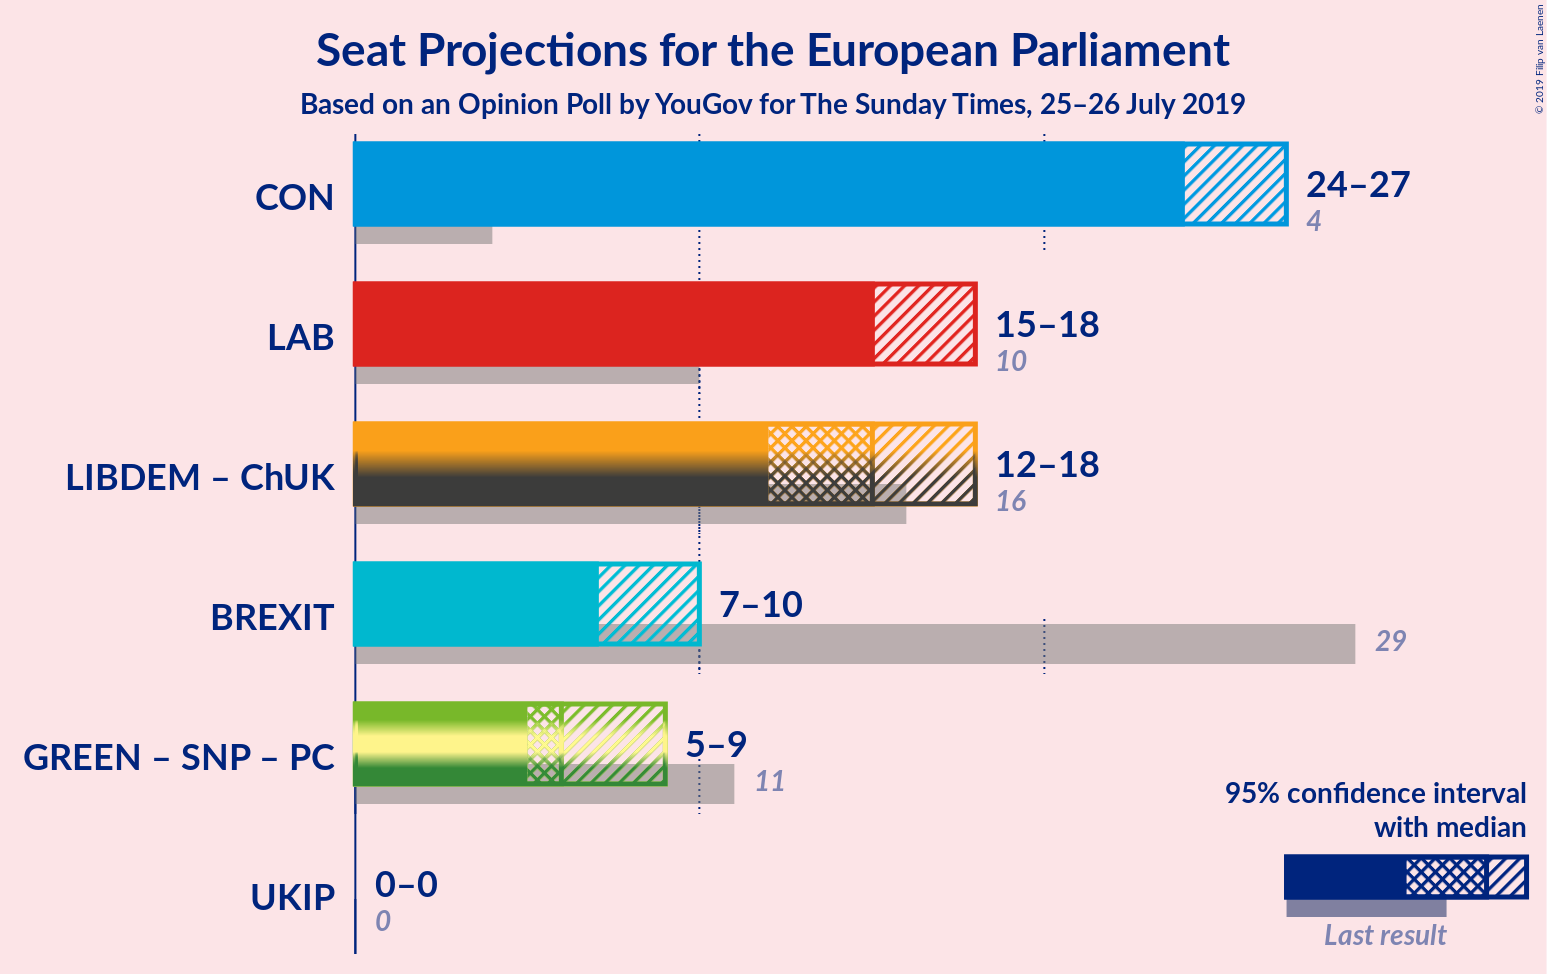 Seat Projections for the European Parliament
Based on an Opinion Poll by YouGov for The Sunday Times, 25–26 July 2019
© 2019 Filip van Laenen
CON
24–27
4
LAB
15–18
10
LIBDEM – ChUK
12–18
16
BREXIT
7–10
29
GREEN – SNP – PC
5–9
11
UKIP
0–0
0
95% confidence interval
with median
Last result